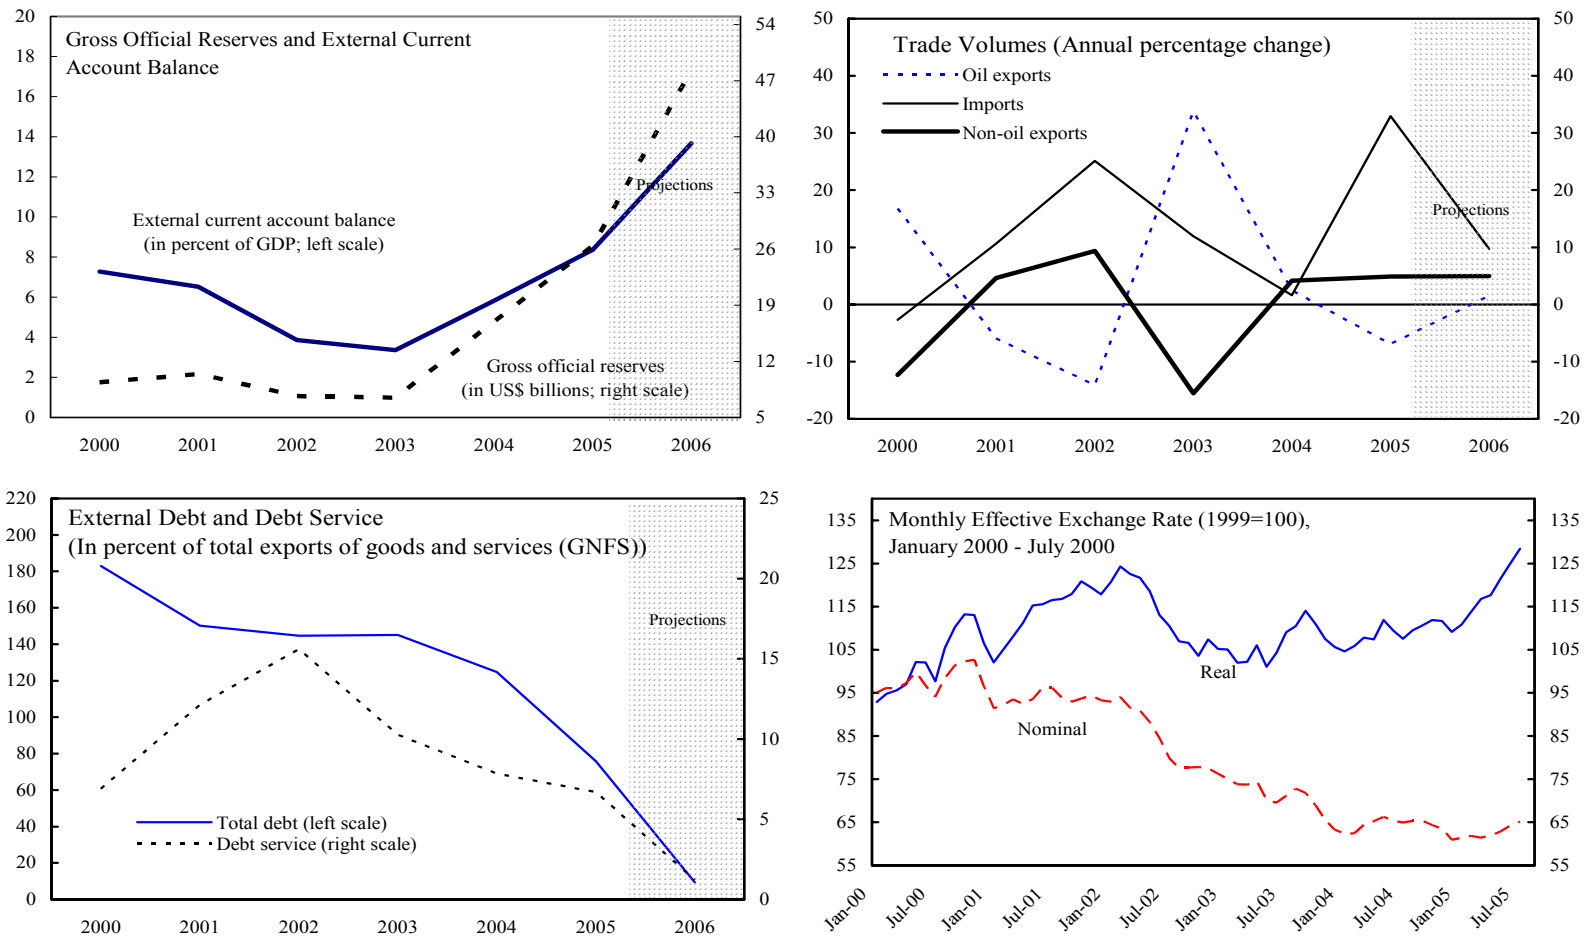 Gross Official Reserves and External Current
Account Balance
20
18
16
14
12
10
8
6
4
2
0
54
47
40
33
26
19
12
5
Projections
External current account balance
(in percent of GDP; left scale)
Gross official reserves
(in US$ billions; right scale)
2000 2001 2002 2003 2004 2005 2006
Trade Volumes (Annual percentage change)
Oil exports
Imports
Non-oil exports
50
40
30
20
10
0
-10
-20
50
40
30
20
10
0
-10
-20
Projections
2000 2001 2002 2003 2004 2005 2006
External Debt and Debt Service
(In percent of total exports of goods and services (GNFS))
220
200
180
160
140
120
100
80
60
40
20
0
25
20
15
10
5
0
Projections
Total debt (left scale)
Debt service (right scale)
2000 2001 2002 2003 2004 2005 2006
Monthly Effective Exchange Rate (1999=100),
January 2000 - July 2000
135
125
115
105
95
85
75
65
55
135
125
115
105
95
85
75
65
55
Real
Nominal
Jan-00 Jul-00 Jan-01 Jul-01 Jan-02 Jul-02 Jan-03 Jul-03 Jan-04 Jul-04 Jan-05 Jul-05